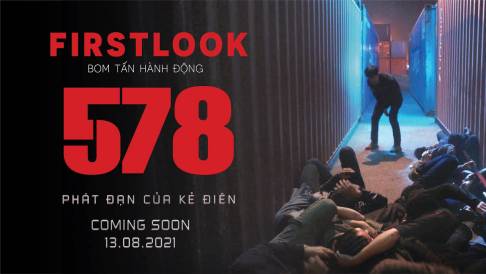 FIRSTLOOK
BOM TẤN HÀNH ĐỘNG
578
PHÁT ĐẠN CỦA KẺ ĐIÊN
COMING SOON
13.08.2021